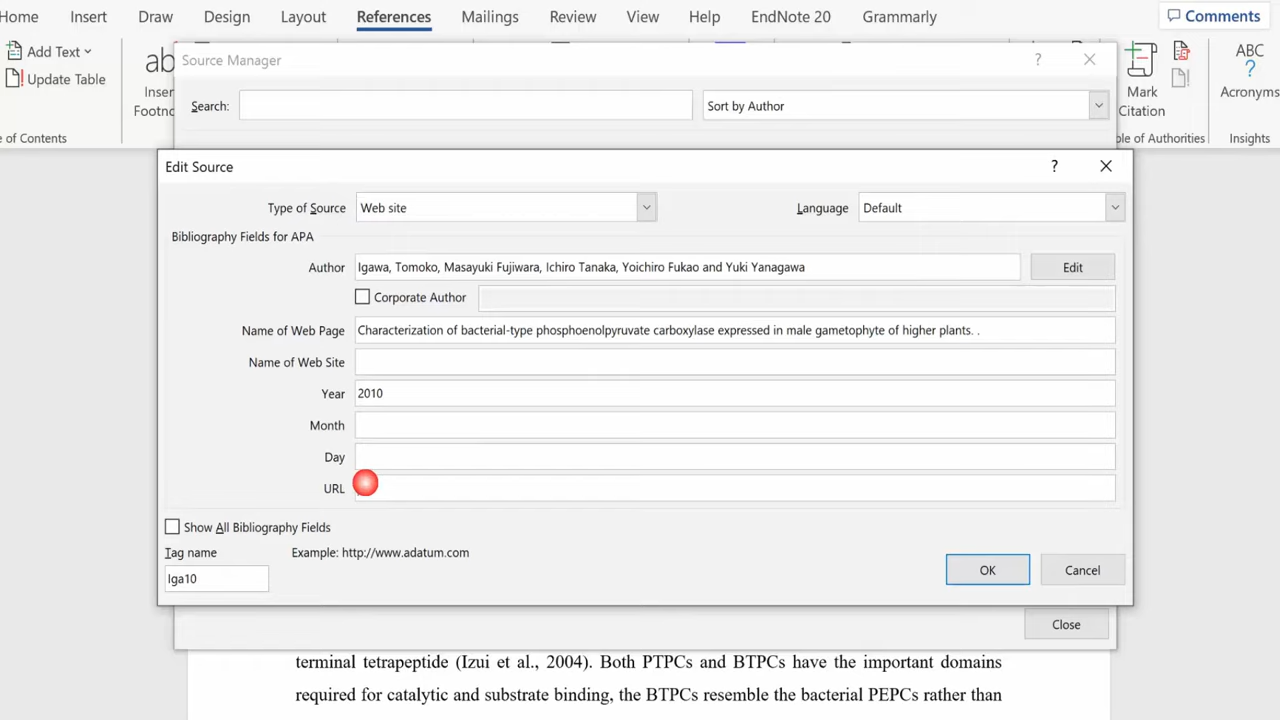 Home Insert Draw Design Layout References Mailings Review View Help EndNote 20 Grammarly Comments
Add Text
Update Table
ab
Inser
Footno
e of Contents
Mark
Citation
le of Authorities
ABC
?
Acronyms
Insights
Source Manager ?
Search: Sort by Author
Edit Source ?
Type of Source Web site Language Default
Bibliography Fields for APA
Author Igawa, Tomoko, Masayuki Fujiwara, Ichiro Tanaka, Yoichiro Fukao and Yuki Yanagawa Edit
Corporate Author
Name of Web Page Characterization of bacterial-type phosphoenolpyruvate carboxylase expressed in male gametophyte of higher plants. .
Name of Web Site
Year 2010
Month
Day
URL
Show All Bibliography Fields
Tag name Example: http://www.adatum.com
Iga10
OK Cancel
Close
terminal tetrapeptide (Izui et al., 2004). Both PTPCs and BTPCs have the important domains
required for catalytic and substrate binding, the BTPCs resemble the bacterial PEPCs rather than